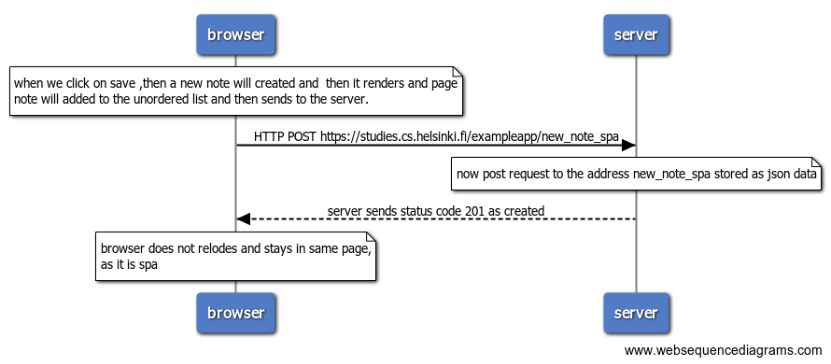 browser
server
when we click on save ,then a new note will created and  then it renders and page
note will added to the unordered list and then sends to the server.
HTTP POST https://studies.cs.helsinki.fi/exampleapp/new_note_spa
now post request to the address new_note_spa stored as json data
server sends status code 201 as created
browser does not relodes and stays in same page,
as it is spa
browser
server
www.websequencediagrams.com